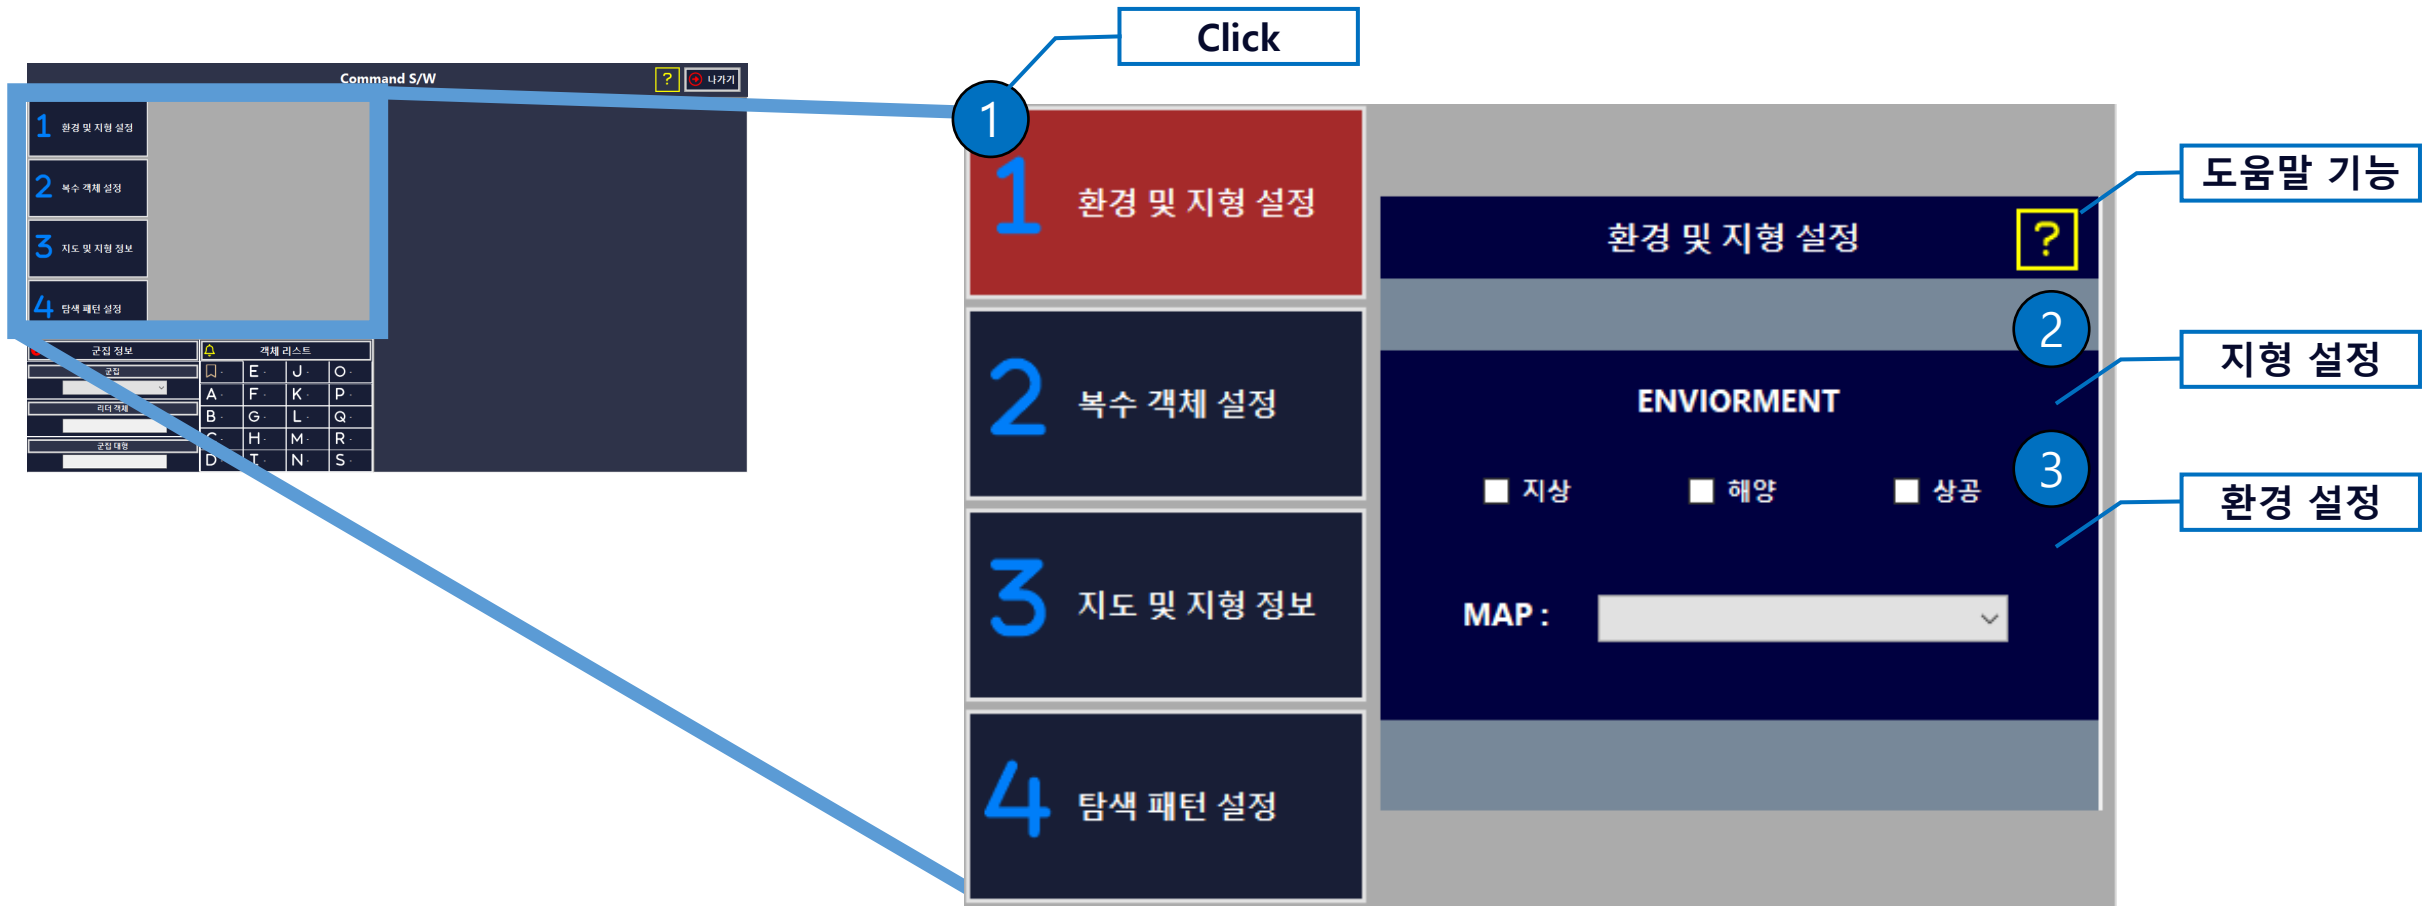 Click
Command S/W
? 나가기
1 환경 및 지형 설정
2 복수 객체 설정
3 지도 및 지형 정보
4 탐색 패턴 설정
군집 정보
군집
리더 객체
군집 대형
객체 리스트
E J O
A F K P
B G L Q
C H M R
D I N S
1
1 환경 및 지형 설정
2 복수 객체 설정
3 지도 및 지형 정보
4 탐색 패턴 설정
환경 및 지형 설정 ?
2
ENVIORMENT
3
지상 해양 상공
MAP :
도움말 기능
지형 설정
환경 설정